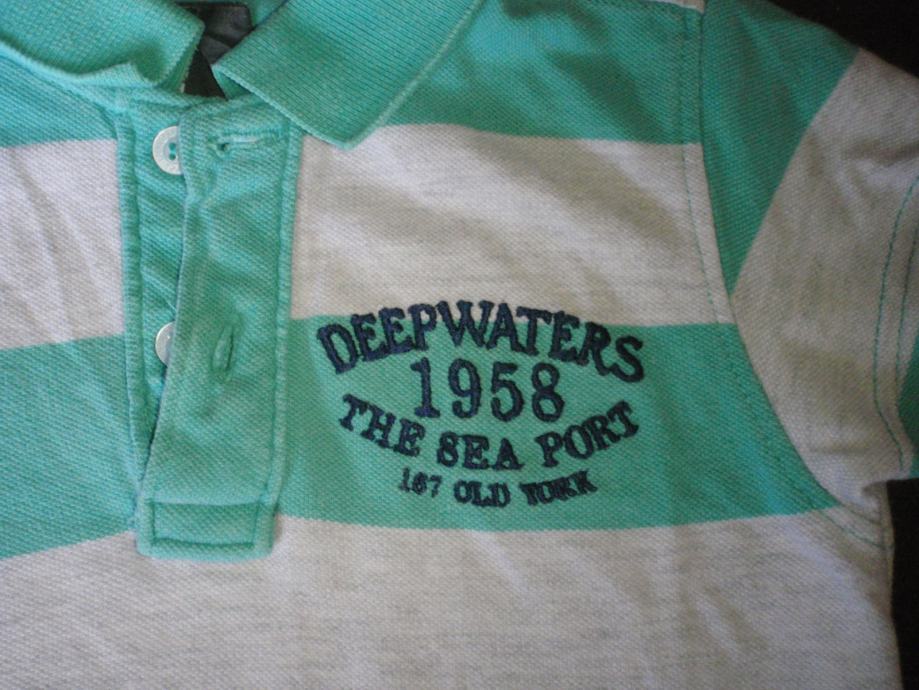 DEEPWATERS
1958
THE SEA PORT
167 OLD YORK